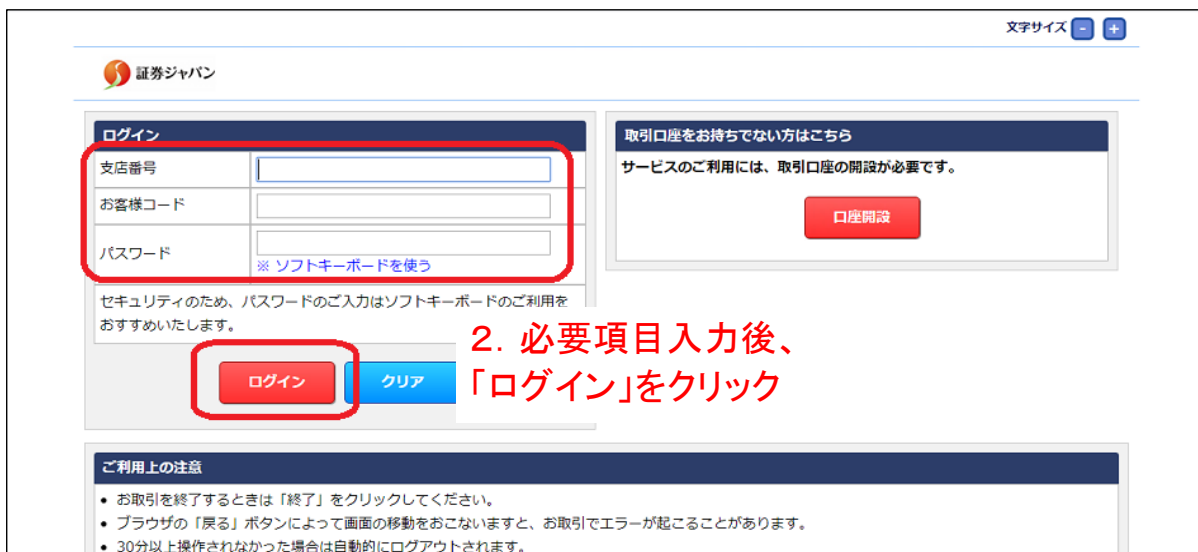 文字サイズ - +
証券ジャパン
ログイン
支店番号
お客様コード
パスワード
※ ソフトキーボードを使う
セキュリティのため、パスワードのご入力はソフトキーボードのご利用を
おすすめいたします。
ログイン クリア
取引口座をお持ちでない方はこちら
サービスのご利用には、取引口座の開設が必要です。
口座開設
２．必要項目入力後、
「ログイン」をクリック
ご利用上の注意
• お取引を終了するときは「終了」をクリックしてください。
• ブラウザの「戻る」ボタンによって画面の移動をおこないますと、お取引でエラーが起こることがあります。
• 30分以上操作されなかった場合は自動的にログアウトされます。